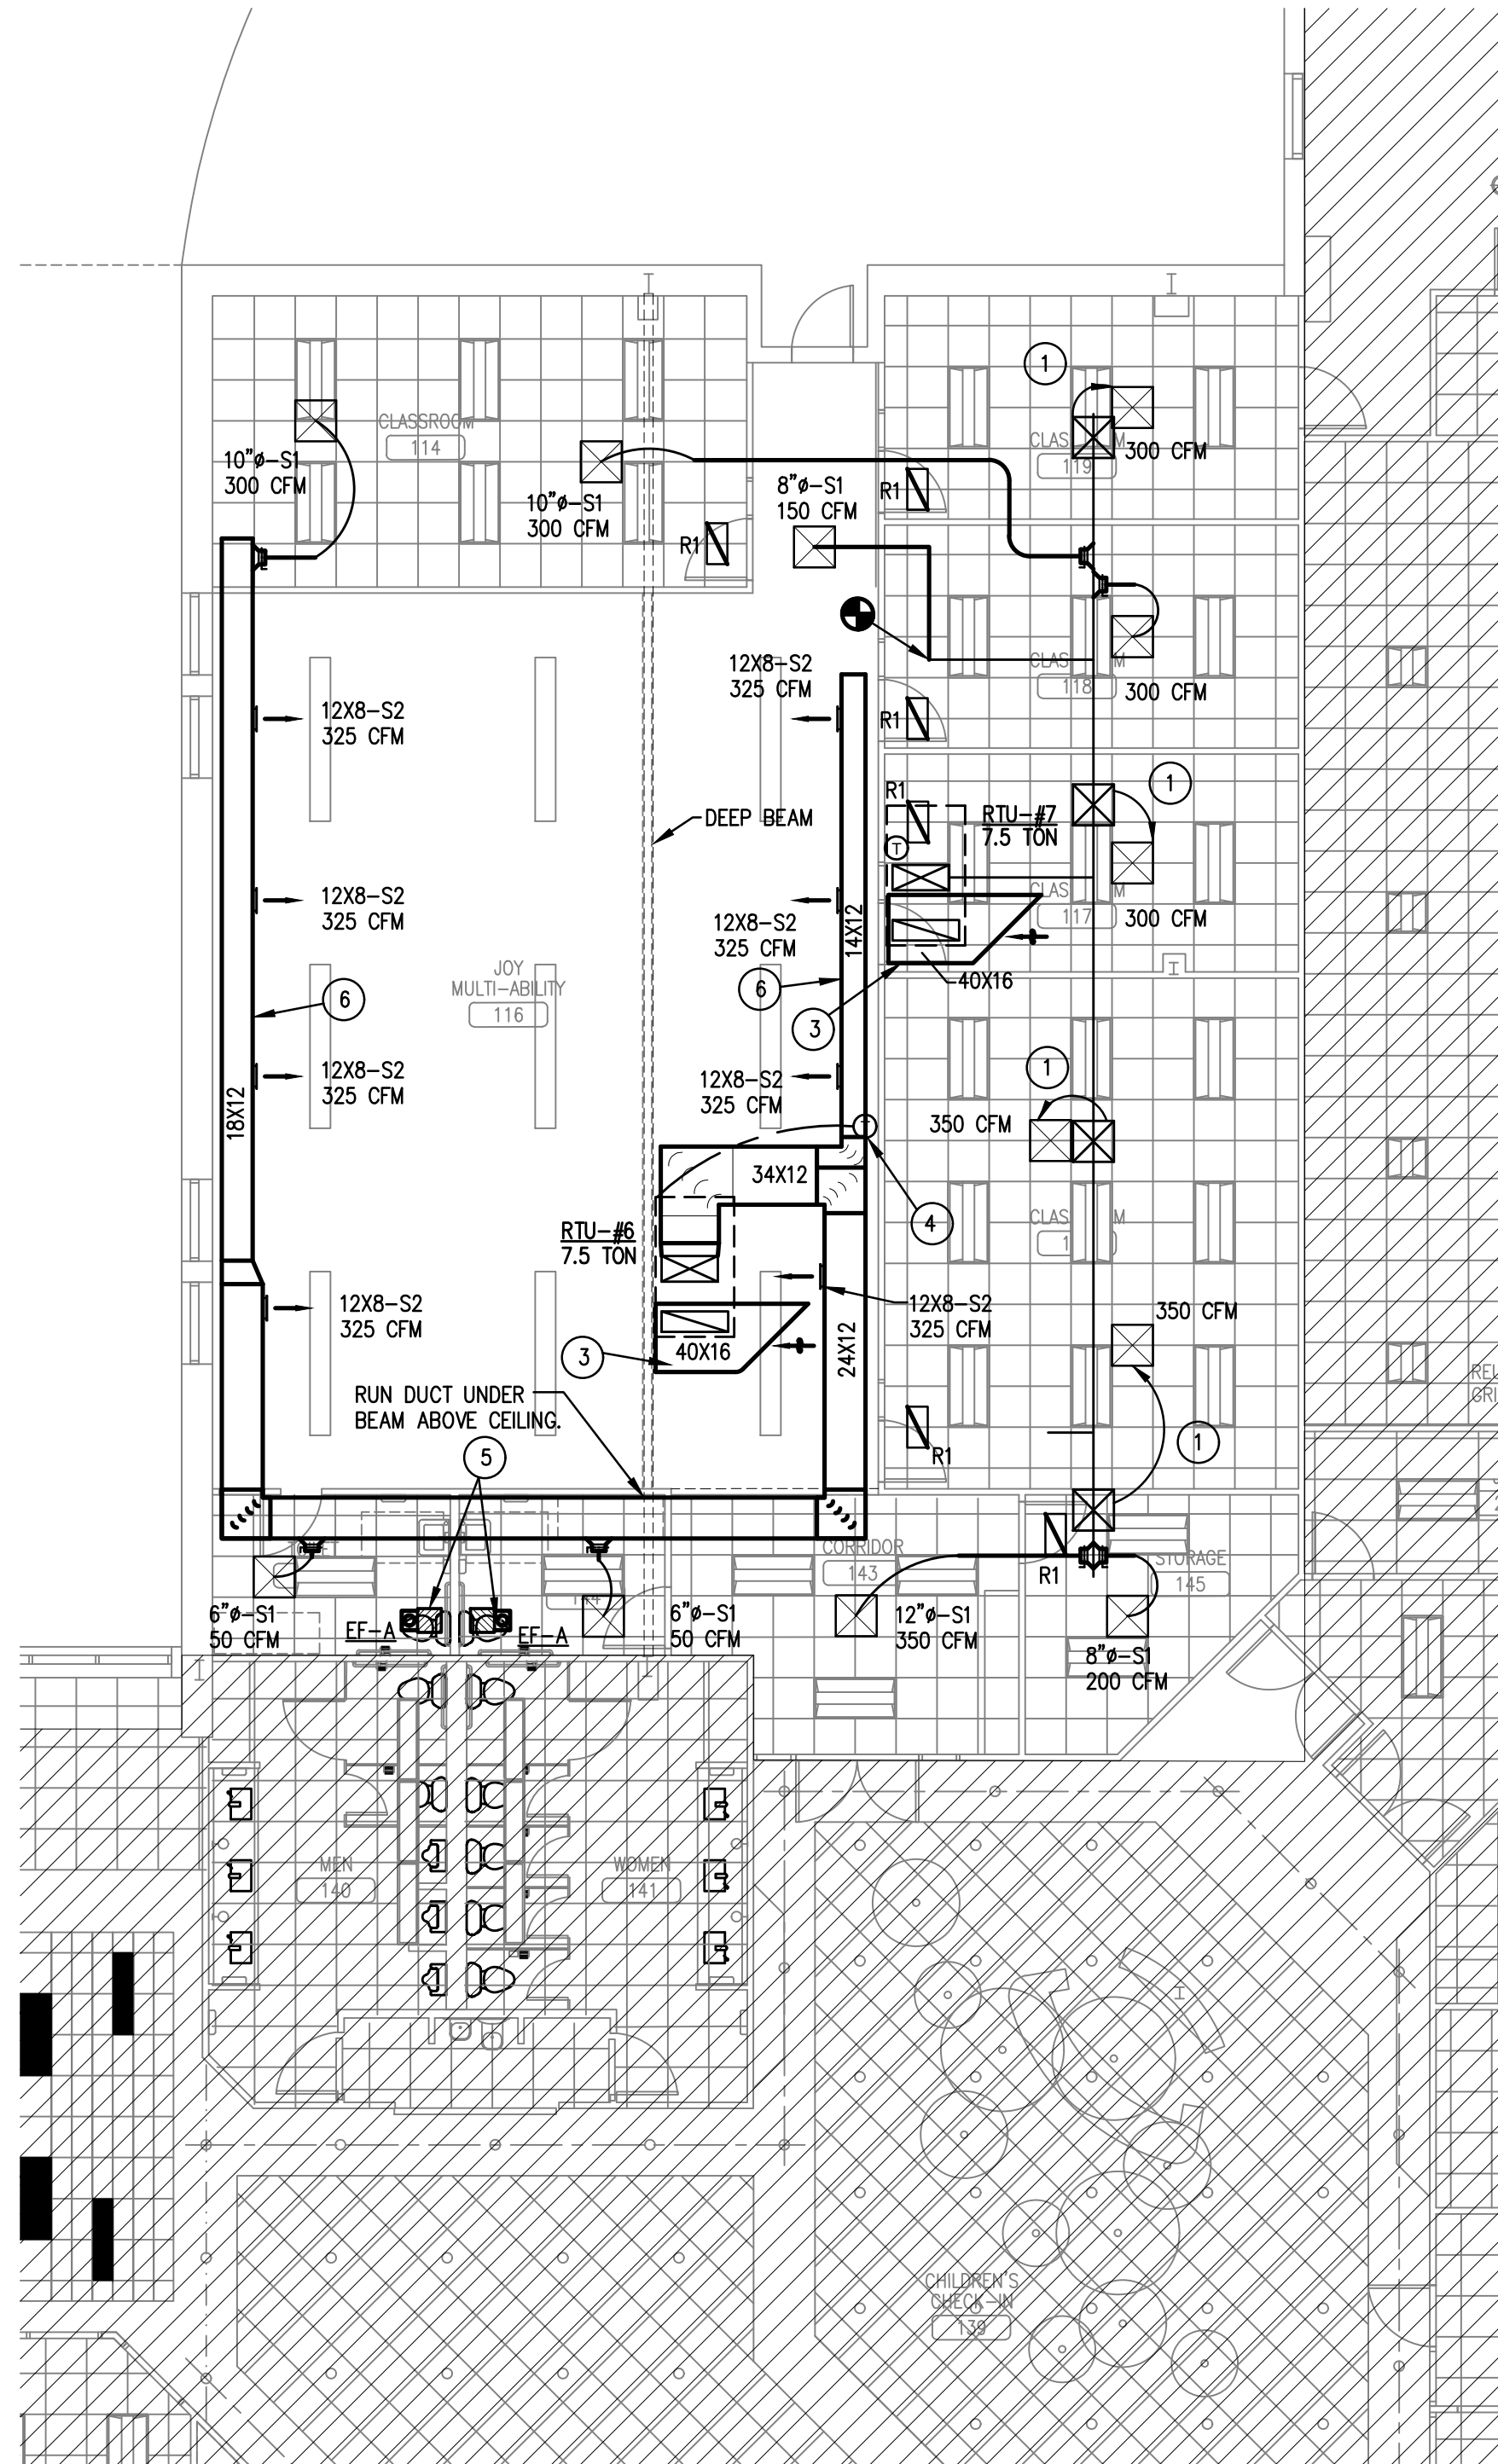 1
CLASSROOM
114
10"ø-S1
300 CFM
10"ø-S1
300 CFM
8"ø-S1
150 CFM
R1
R1
119
300 CFM
12X8-S2
325 CFM
12X8-S2
325 CFM
R1
118
300 CFM
DEEP BEAM
R1
RTU-#7
7.5 TON
T
1
12X8-S2
325 CFM
12X8-S2
325 CFM
14X12
117
300 CFM
JOY
MULTI-ABILITY
116
6
6
3
40X16
I
12X8-S2
325 CFM
12X8-S2
325 CFM
18X12
1
350 CFM
34X12
4
RTU-#6
7.5 TON
12X8-S2
325 CFM
12X8-S2
325 CFM
24X12
350 CFM
3
40X16
RUN DUCT UNDER
BEAM ABOVE CEILING.
5
R1
1
CORRIDOR
143
STORAGE
145
R1
6"ø-S1
50 CFM
EF-A
EF-A
6"ø-S1
50 CFM
12"ø-S1
350 CFM
8"ø-S1
200 CFM
MEN
140
WOMEN
141
CHILDREN'S
CHECK-IN
139